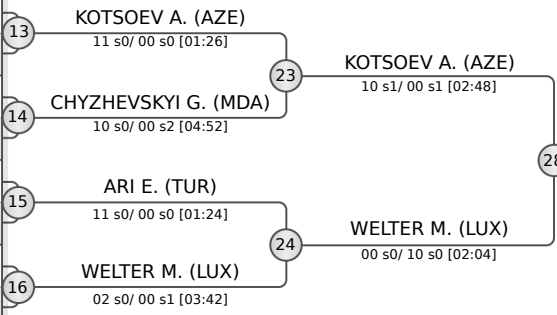 13
KOTSOEV A. (AZE)
11 s0/ 00 s0 [01:26]
23
KOTSOEV A. (AZE)
10 s1/ 00 s1 [02:48]
14
CHYZHEVSKYI G. (MDA)
10 s0/ 00 s2 [04:52]
28
15
ARI E. (TUR)
11 s0/ 00 s0 [01:24]
24
WELTER M. (LUX)
00 s0/ 10 s0 [02:04]
16
WELTER M. (LUX)
02 s0/ 00 s1 [03:42]